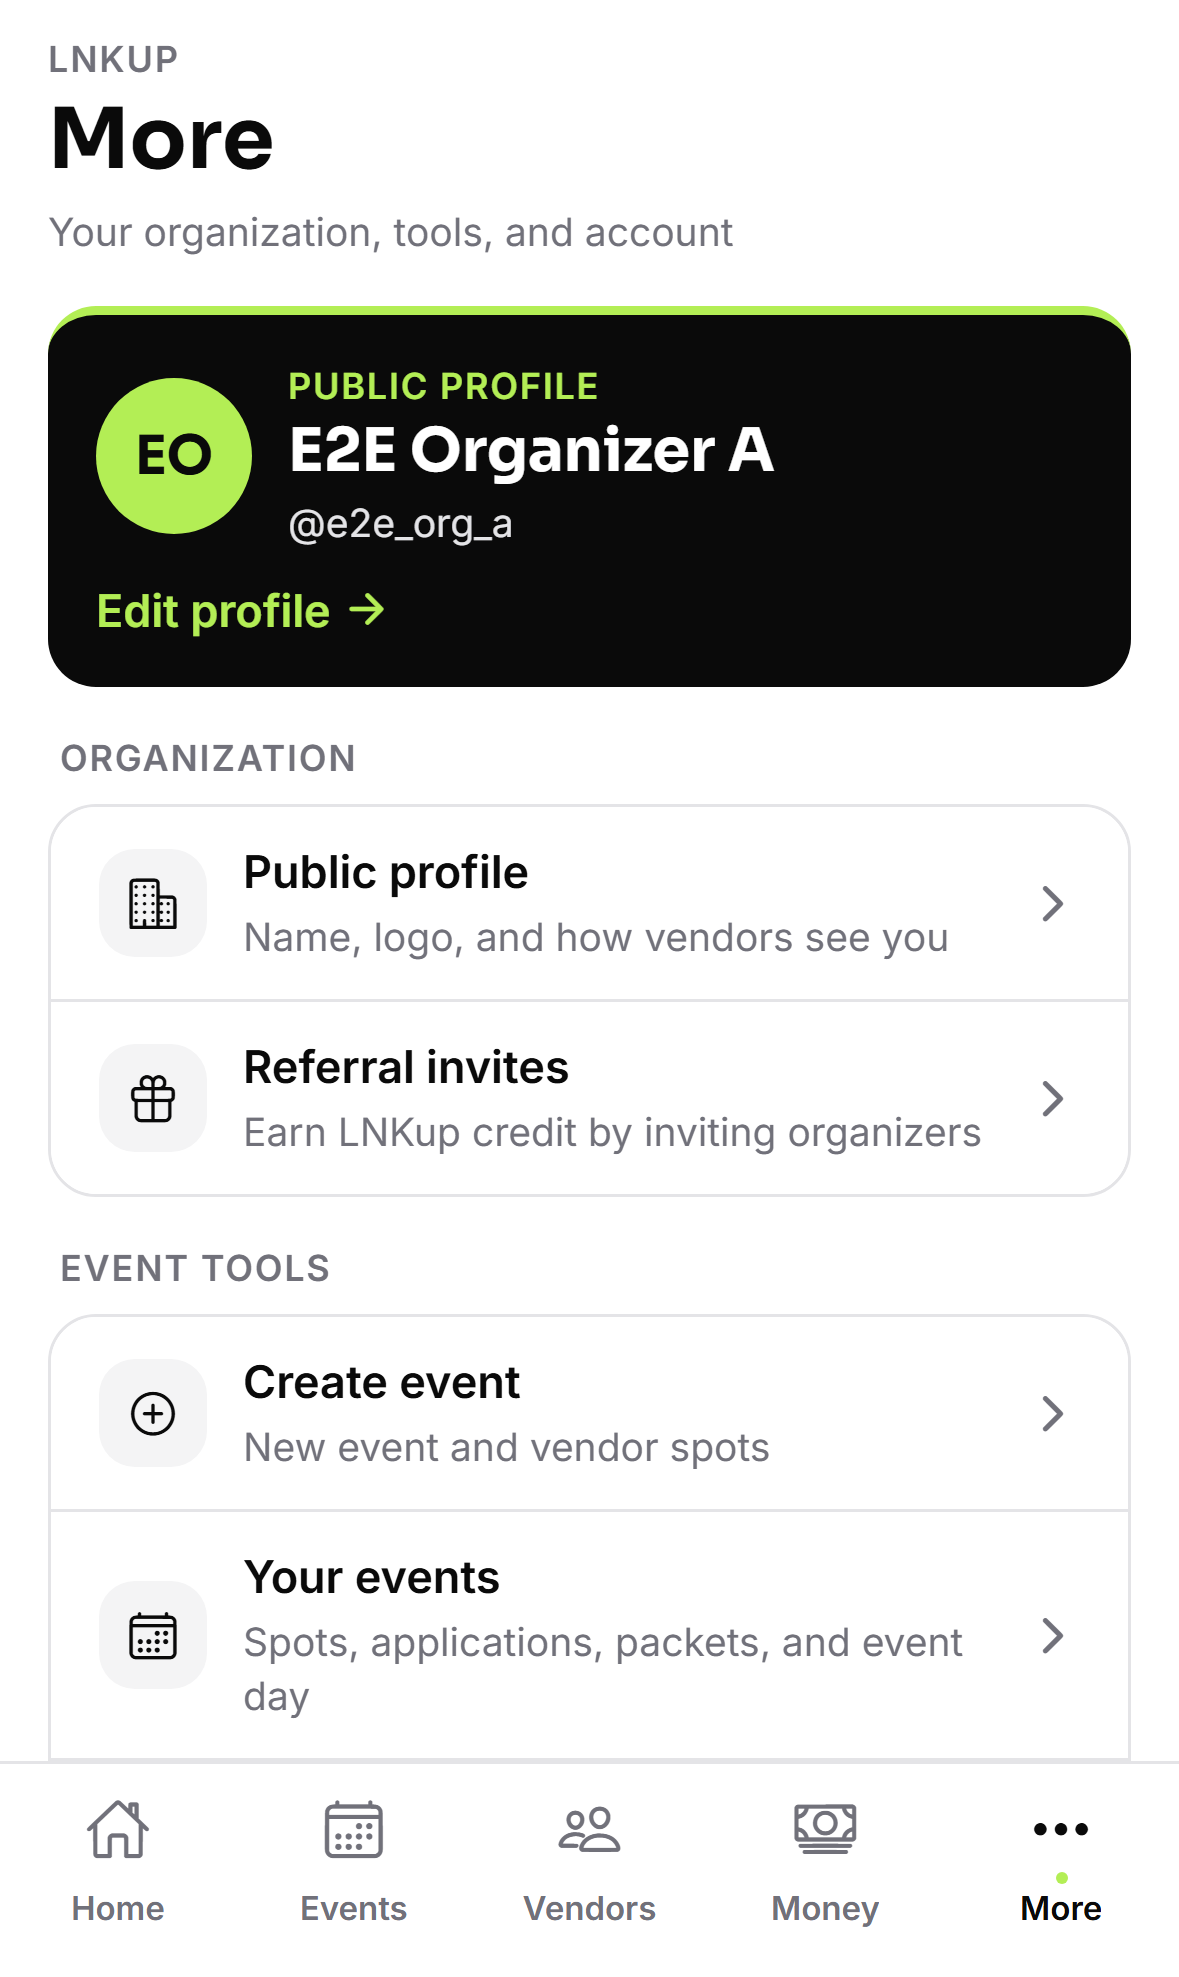 LNKUP
More
Your organization, tools, and account
EO
PUBLIC PROFILE
E2E Organizer A
@e2e_org_a
Edit profile →
ORGANIZATION
Public profile
Name, logo, and how vendors see you
Referral invites
Earn LNKup credit by inviting organizers
EVENT TOOLS
Create event
New event and vendor spots
Your events
Spots, applications, packets, and event
day
Home
Events
Vendors
Money
More